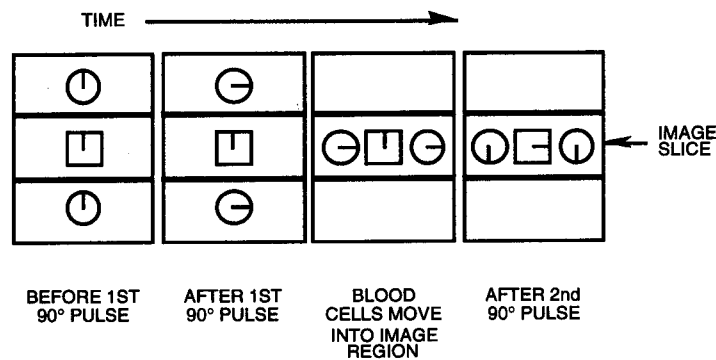 TIME
IMAGE
SLICE
BEFORE 1ST
90° PULSE
AFTER 1ST
90° PULSE
BLOOD
CELLS MOVE
INTO IMAGE
REGION
AFTER 2nd
90° PULSE